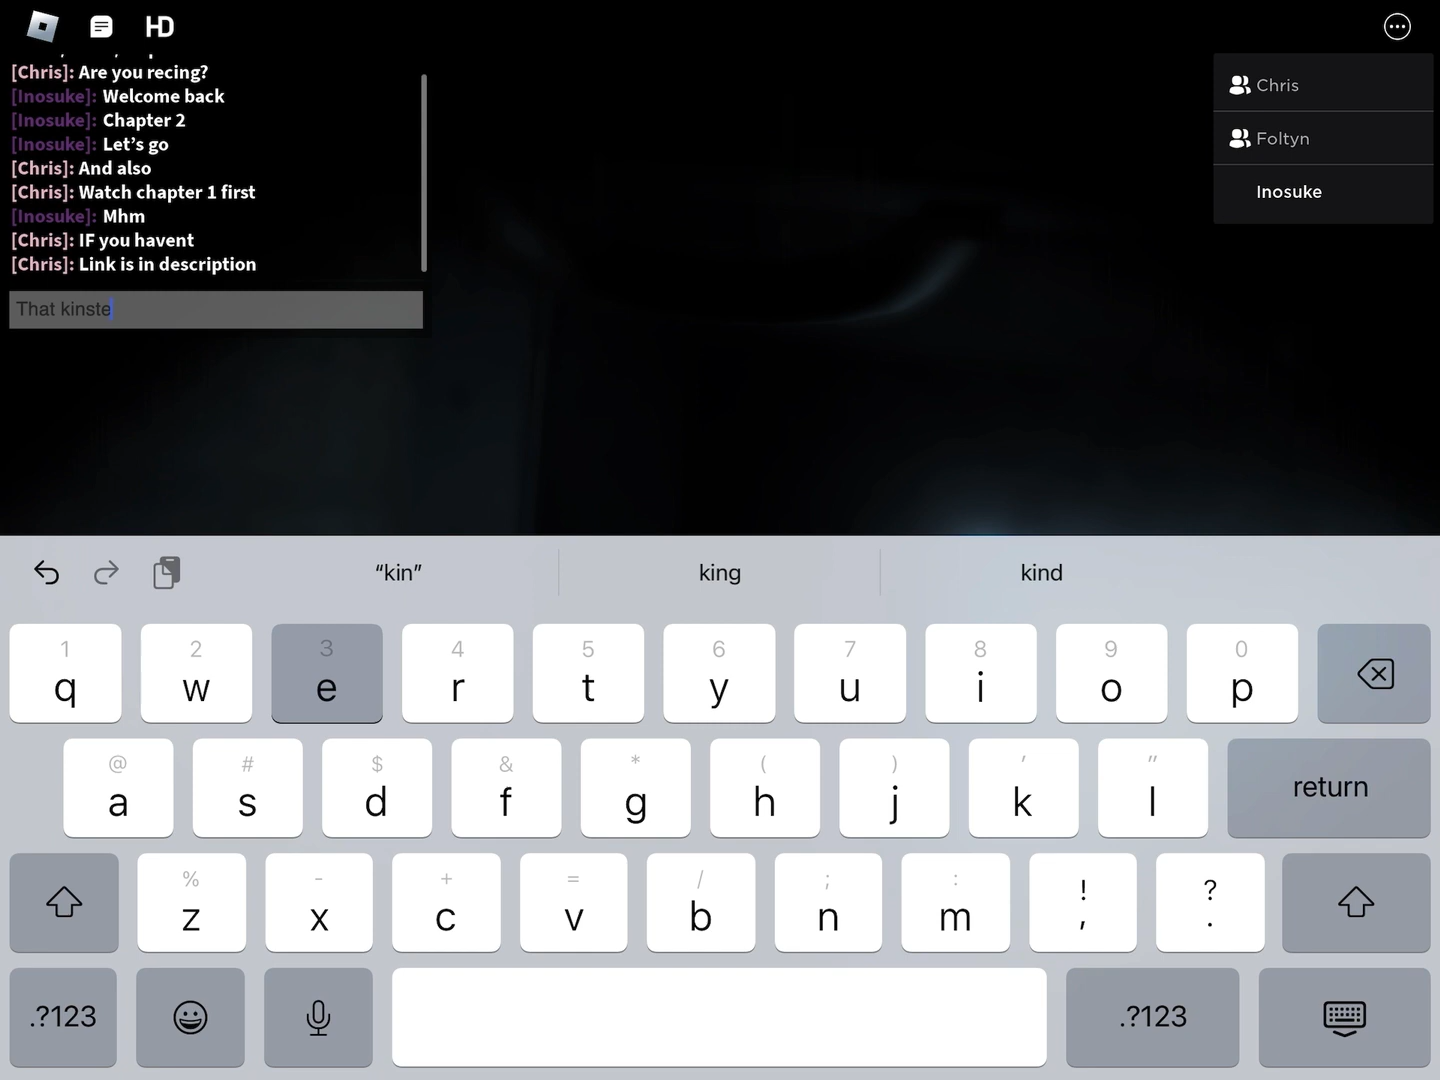 HD
[Chris]: Are you recing?
[Inosuke]: Welcome back
[Inosuke]: Chapter 2
[Inosuke]: Let’s go
[Chris]: And also
[Chris]: Watch chapter 1 first
[Inosuke]: Mhm
[Chris]: IF you havent
[Chris]: Link is in description
That kinste
Chris
Foltyn
Inosuke
“kin” king kind
1 2 3 4 5 6 7 8 9 0
q w e r t y u i o p
@ # $ & * ( ) ' "
a s d f g h j k l return
% - + = / ; : ! ?
z x c v b n m , .
.?123 .?123